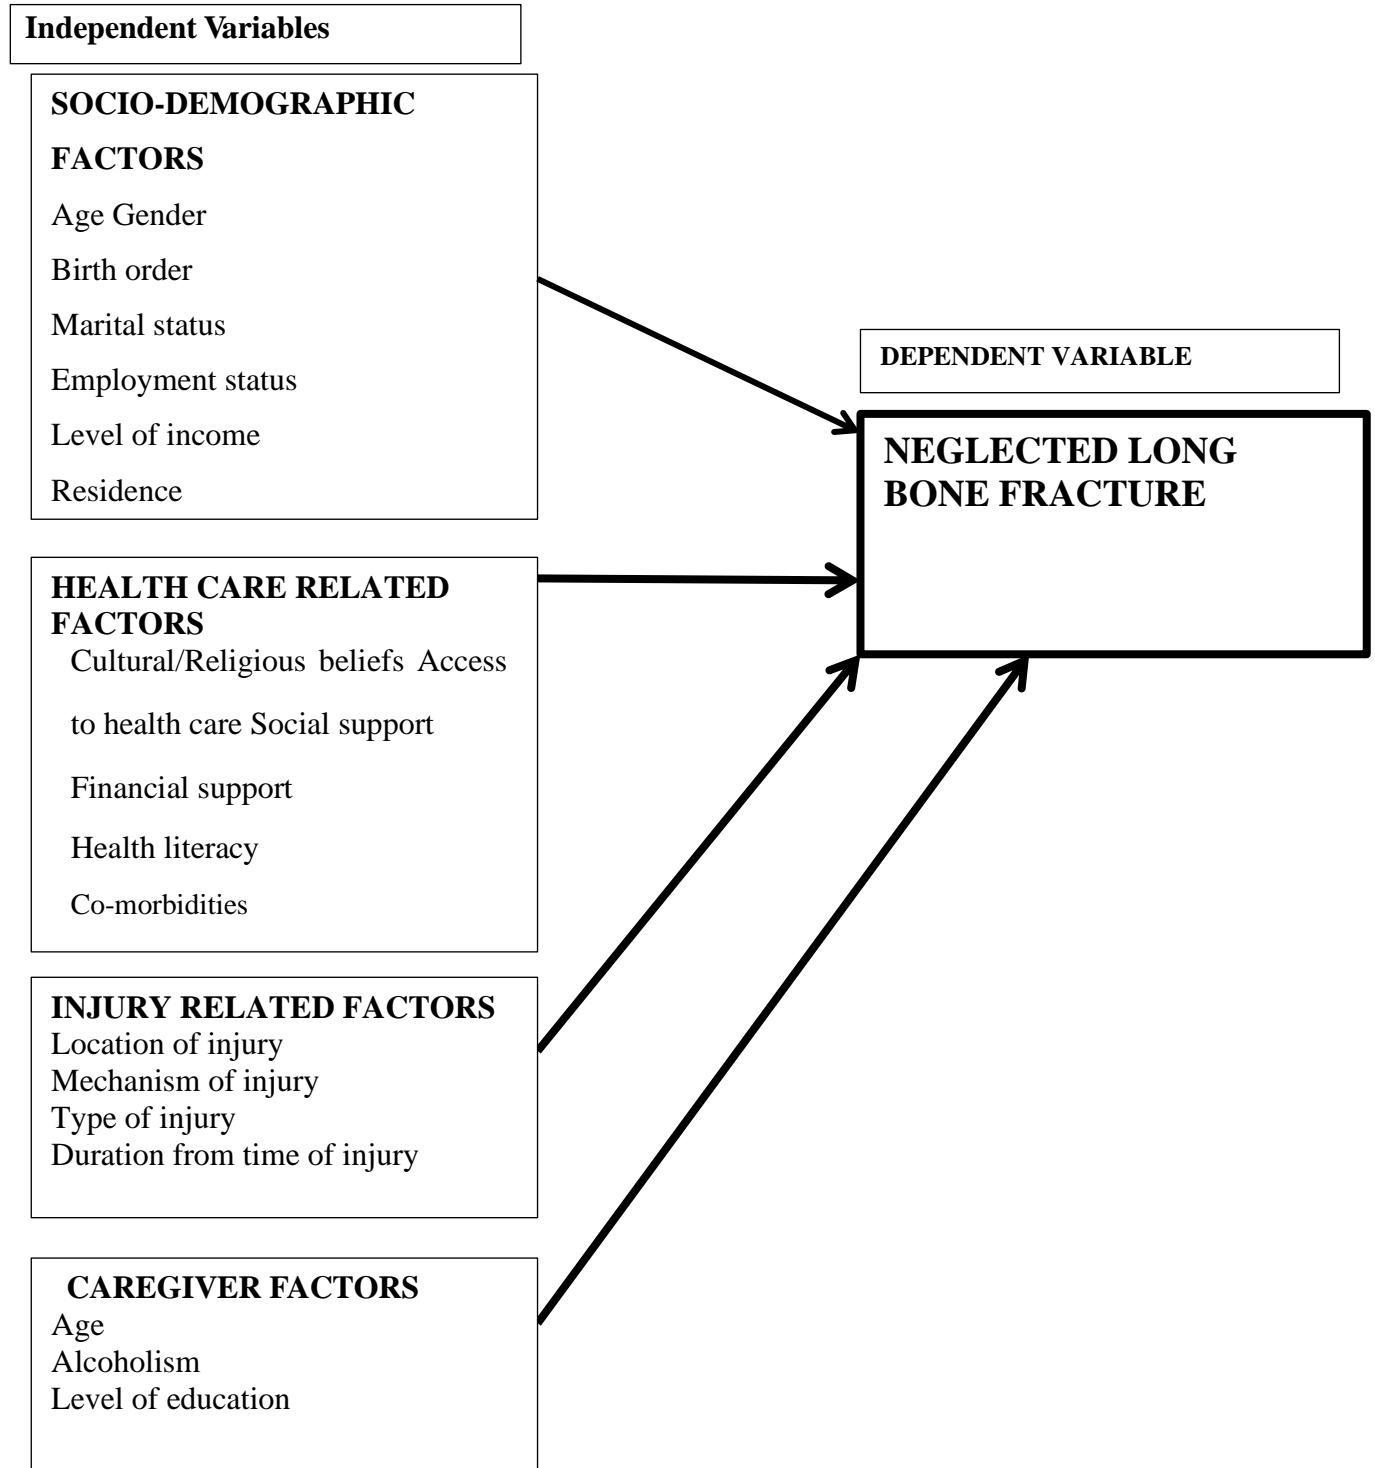 Independent Variables
SOCIO-DEMOGRAPHIC
FACTORS
Age Gender
Birth order
Marital status
Employment status
Level of income
Residence
HEALTH CARE RELATED
FACTORS
Cultural/Religious beliefs Access
to health care Social support
Financial support
Health literacy
Co-morbidities
INJURY RELATED FACTORS
Location of injury
Mechanism of injury
Type of injury
Duration from time of injury
CAREGIVER FACTORS
Age
Alcoholism
Level of education
DEPENDENT VARIABLE
NEGLECTED LONG
BONE FRACTURE